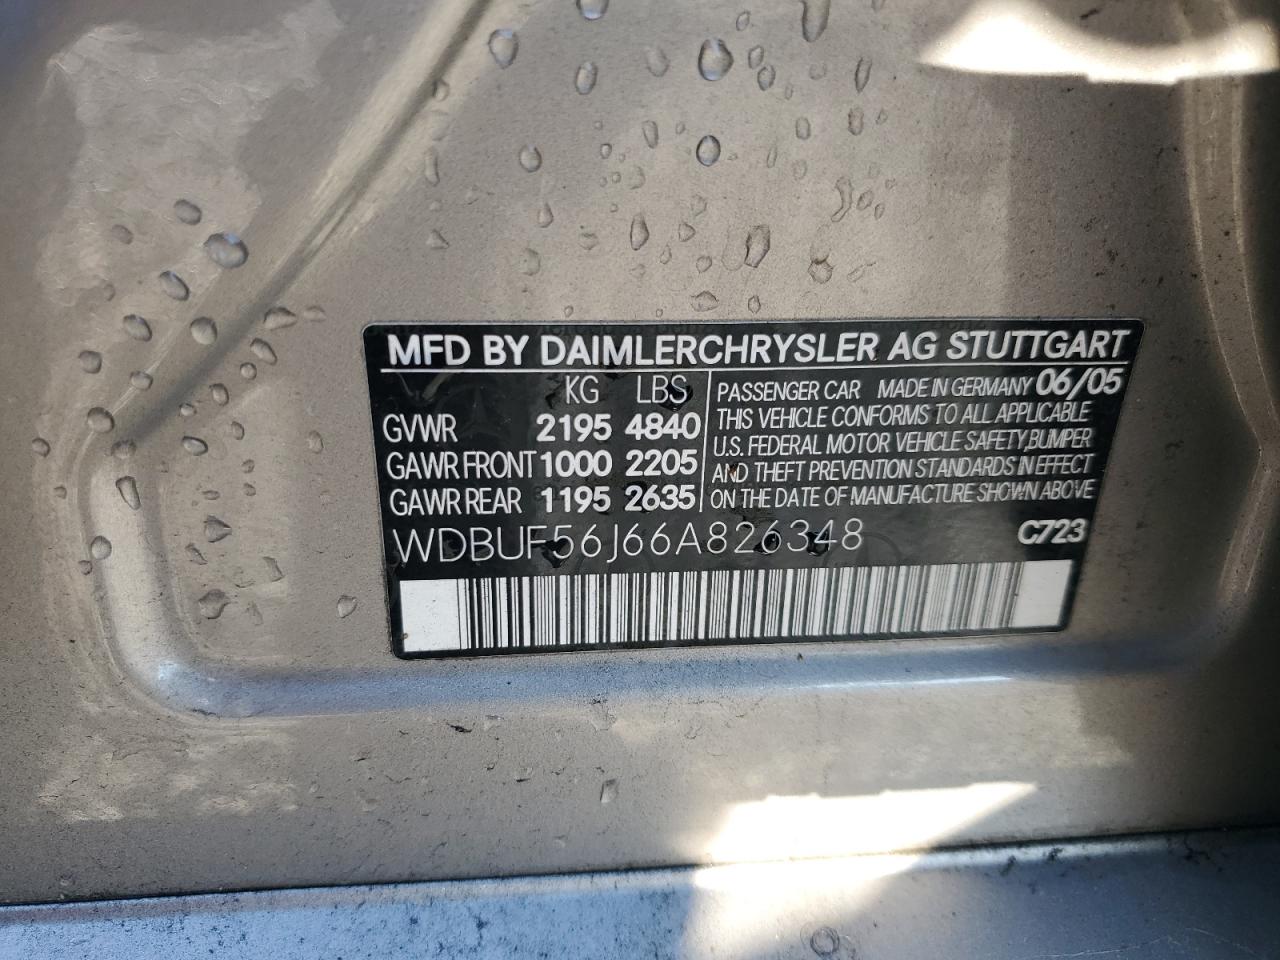 MFD BY DAIMLERCHRYSLER AG STUTTGART
KG LBS
GVWR 2195 4840
GAWR FRONT 1000 2205
GAWR REAR 1195 2635
PASSENGER CAR MADE IN GERMANY 06/05
THIS VEHICLE CONFORMS TO ALL APPLICABLE
U.S. FEDERAL MOTOR VEHICLE SAFETY,BUMPER
AND THEFT PREVENTION STANDARDS IN EFFECT
ON THE DATE OF MANUFACTURE SHOWN ABOVE
WDBUF56J66A826348 C723